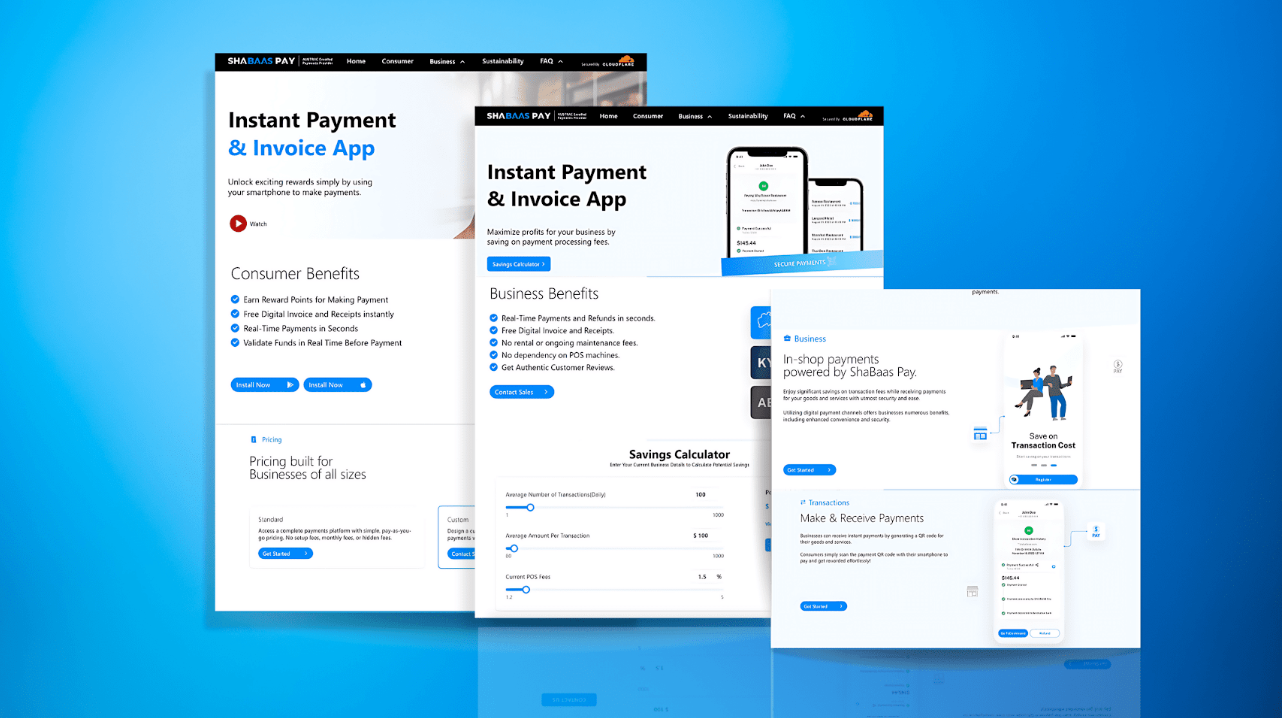 SHABAAS PAY
AUSTRAC Enrolled
Payments Provider
Home
Consumer
Business
Sustainability
FAQ
Secured By
CLOUDFLARE
Instant Payment
& Invoice App
Unlock exciting rewards simply by using
your smartphone to make payments.
Watch
Consumer Benefits
Earn Reward Points for Making Payment
Free Digital Invoice and Receipts instantly
Real-Time Payments in Seconds
Validate Funds in Real Time Before Payment
Install Now
Install Now
Pricing
Pricing built for
Businesses of all sizes
Standard
Access a complete payments platform with simple, pay-as-you-
go pricing. No setup fees, monthly fees, or hidden fees.
Get Started
Custom
Design a c
payments
Contact S
SHABAAS PAY
AUSTRAC Enrolled
Payments Provider
Home
Consumer
Business
Sustainability
FAQ
Secured By
CLOUDFLARE
Instant Payment
& Invoice App
Maximize profits for your business by
saving on payment processing fees.
Savings Calculator
$145.44
SECURE PAYMENTS
Business Benefits
Real-Time Payments and Refunds in seconds.
Free Digital Invoice and Receipts.
No rental or ongoing maintenance fees.
No dependency on POS machines.
Get Authentic Customer Reviews.
Contact Sales
KY
AB
Savings Calculator
Enter Your Current Business Details to Calculate Potential Savings
Average Number of Transactions(Daily)
100
1
1000
Average Amount Per Transaction
$ 100
80
1000
Current POS Fees
1.5 %
1.2
5
payments.
Business
In-shop payments
powered by ShaBaas Pay.
Enjoy significant savings on transaction fees while receiving payments
for your goods and services with utmost security and ease.
Utilizing digital payment channels offers businesses numerous benefits,
including enhanced convenience and security.
Get Started
Save on
Transaction Cost
Register
$
PAY
Transactions
Make & Receive Payments
Businesses can receive instant payments by generating a QR code for
their goods and services.
Consumers simply scan the payment QR code with their smartphone to
pay and get rewarded effortlessly!
Get Started
$145.44
$
PAY